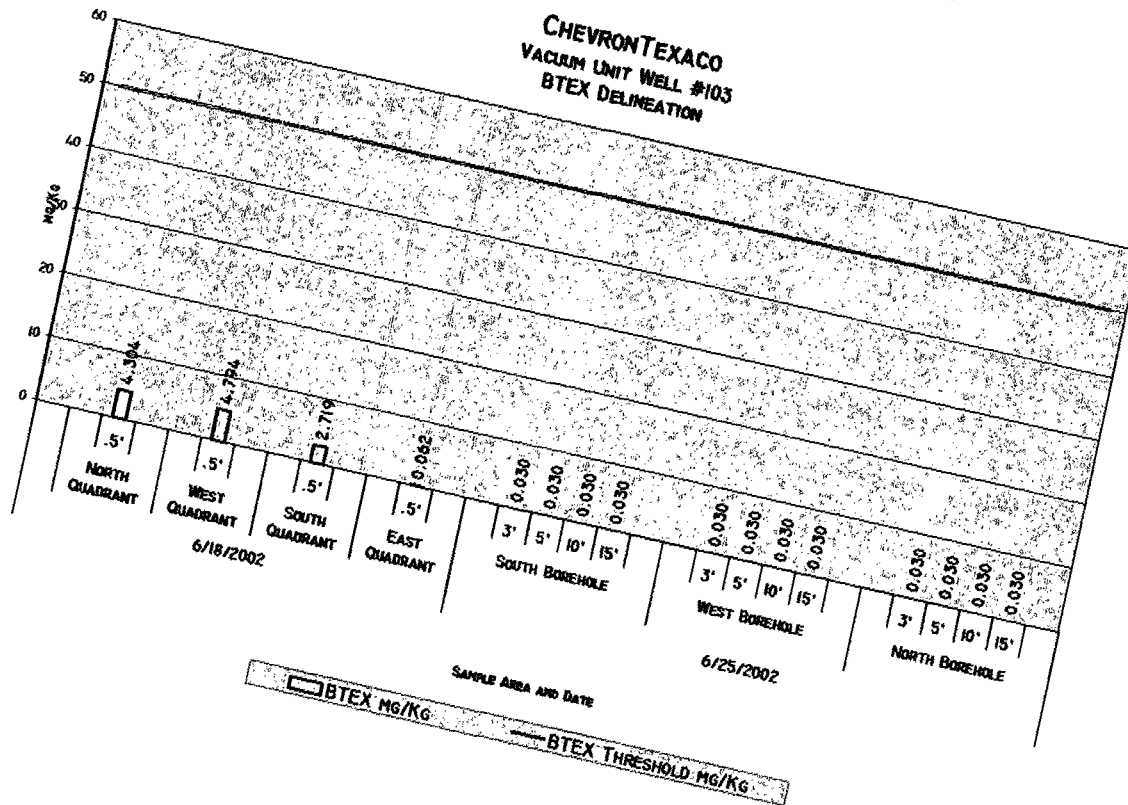 CHEVRONTEXACO
VACUUM UNIT WELL #103
BTEX DELINEATION
60
50
40
30
20
10
0
MG/KG
4.304
4.794
2.719
0.062
0.030 0.030 0.030 0.030
0.030 0.030 0.030 0.030
0.030 0.030 0.030 0.030
.5' .5' .5' .5' 3' 5' 10' 15' 3' 5' 10' 15' 3' 5' 10' 15'
NORTH QUADRANT
WEST QUADRANT
SOUTH QUADRANT
EAST QUADRANT
SOUTH BOREHOLE
WEST BOREHOLE
NORTH BOREHOLE
6/18/2002
6/25/2002
SAMPLE AREA AND DATE
BTEX MG/KG
BTEX THRESHOLD MG/KG